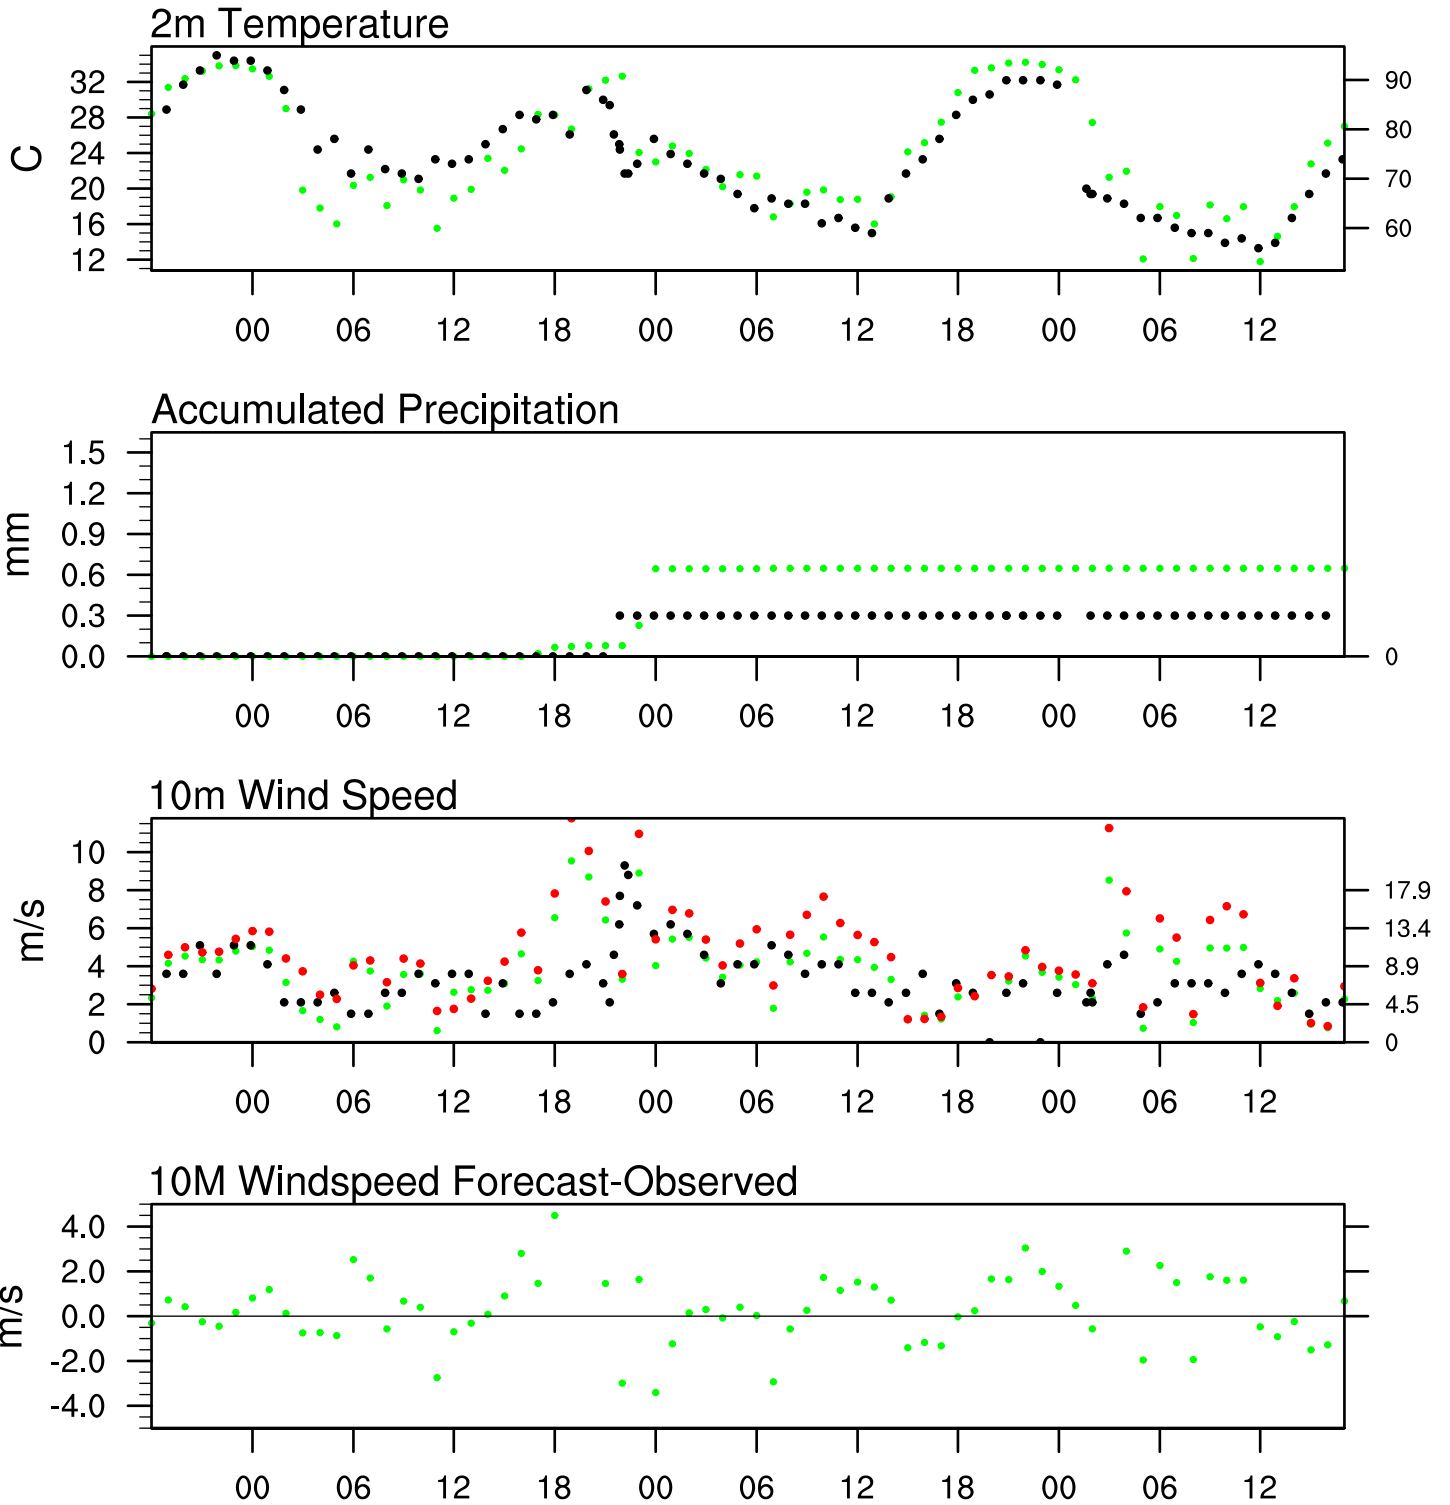 2m Temperature
C
32
28
24
20
16
12
90
80
70
60
00 06 12 18 00 06 12 18 00 06 12
Accumulated Precipitation
mm
1.5
1.2
0.9
0.6
0.3
0.0
0
00 06 12 18 00 06 12 18 00 06 12
10m Wind Speed
m/s
10
8
6
4
2
0
17.9
13.4
8.9
4.5
0
00 06 12 18 00 06 12 18 00 06 12
10M Windspeed Forecast-Observed
m/s
4.0
2.0
0.0
-2.0
-4.0
00 06 12 18 00 06 12 18 00 06 12